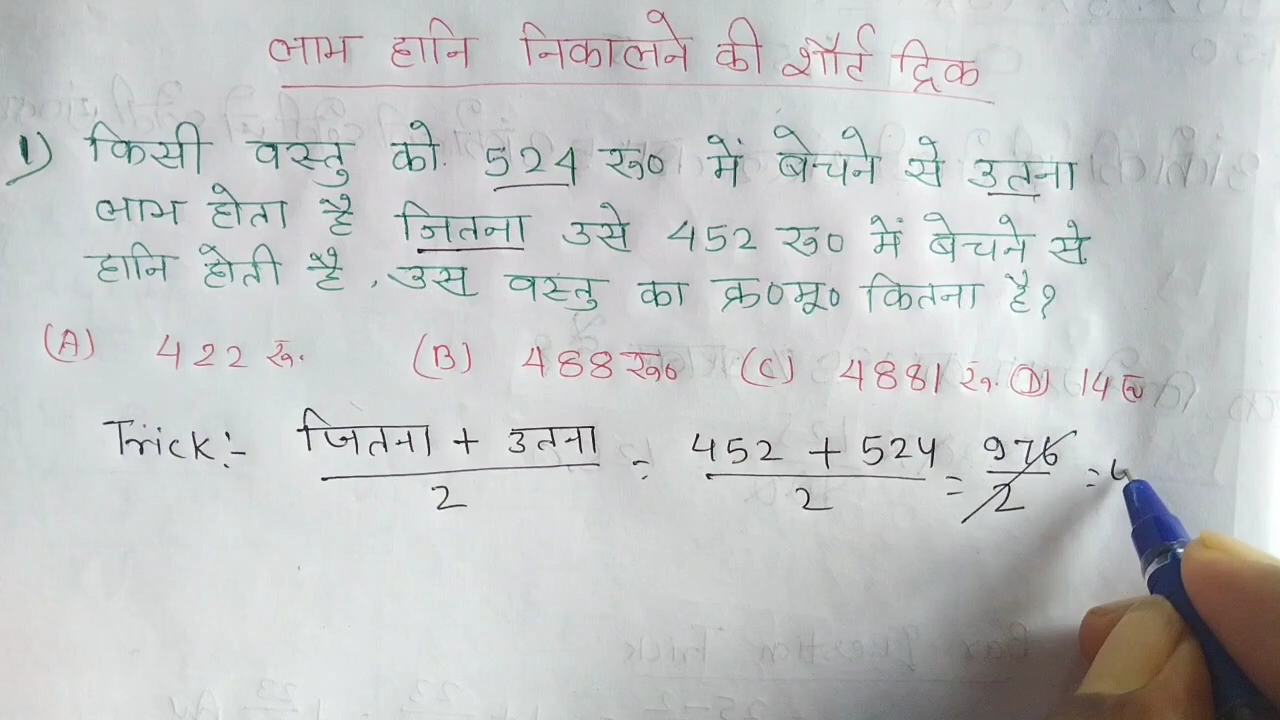 लाभ हानि निकालने की शौर्ट ट्रिक
1) किसी वस्तु को 524 रू० में बेचने से उतना
लाभ होता है जितना उसे 452 रू० में बेचने से
हानि होती है, उस वस्तु का क्र०मू० कितना है?
(A) 422 रू. (B) 488 रू० (C) 4881 रू. (D) 14 रू
Trick:- जितना + उतना / 2 = 452 + 524 / 2 = 976 / 2 =